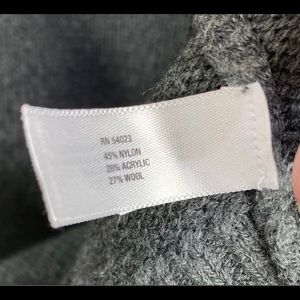 RN 54023
45% NYLON
28% ACRYLIC
27% WOOL